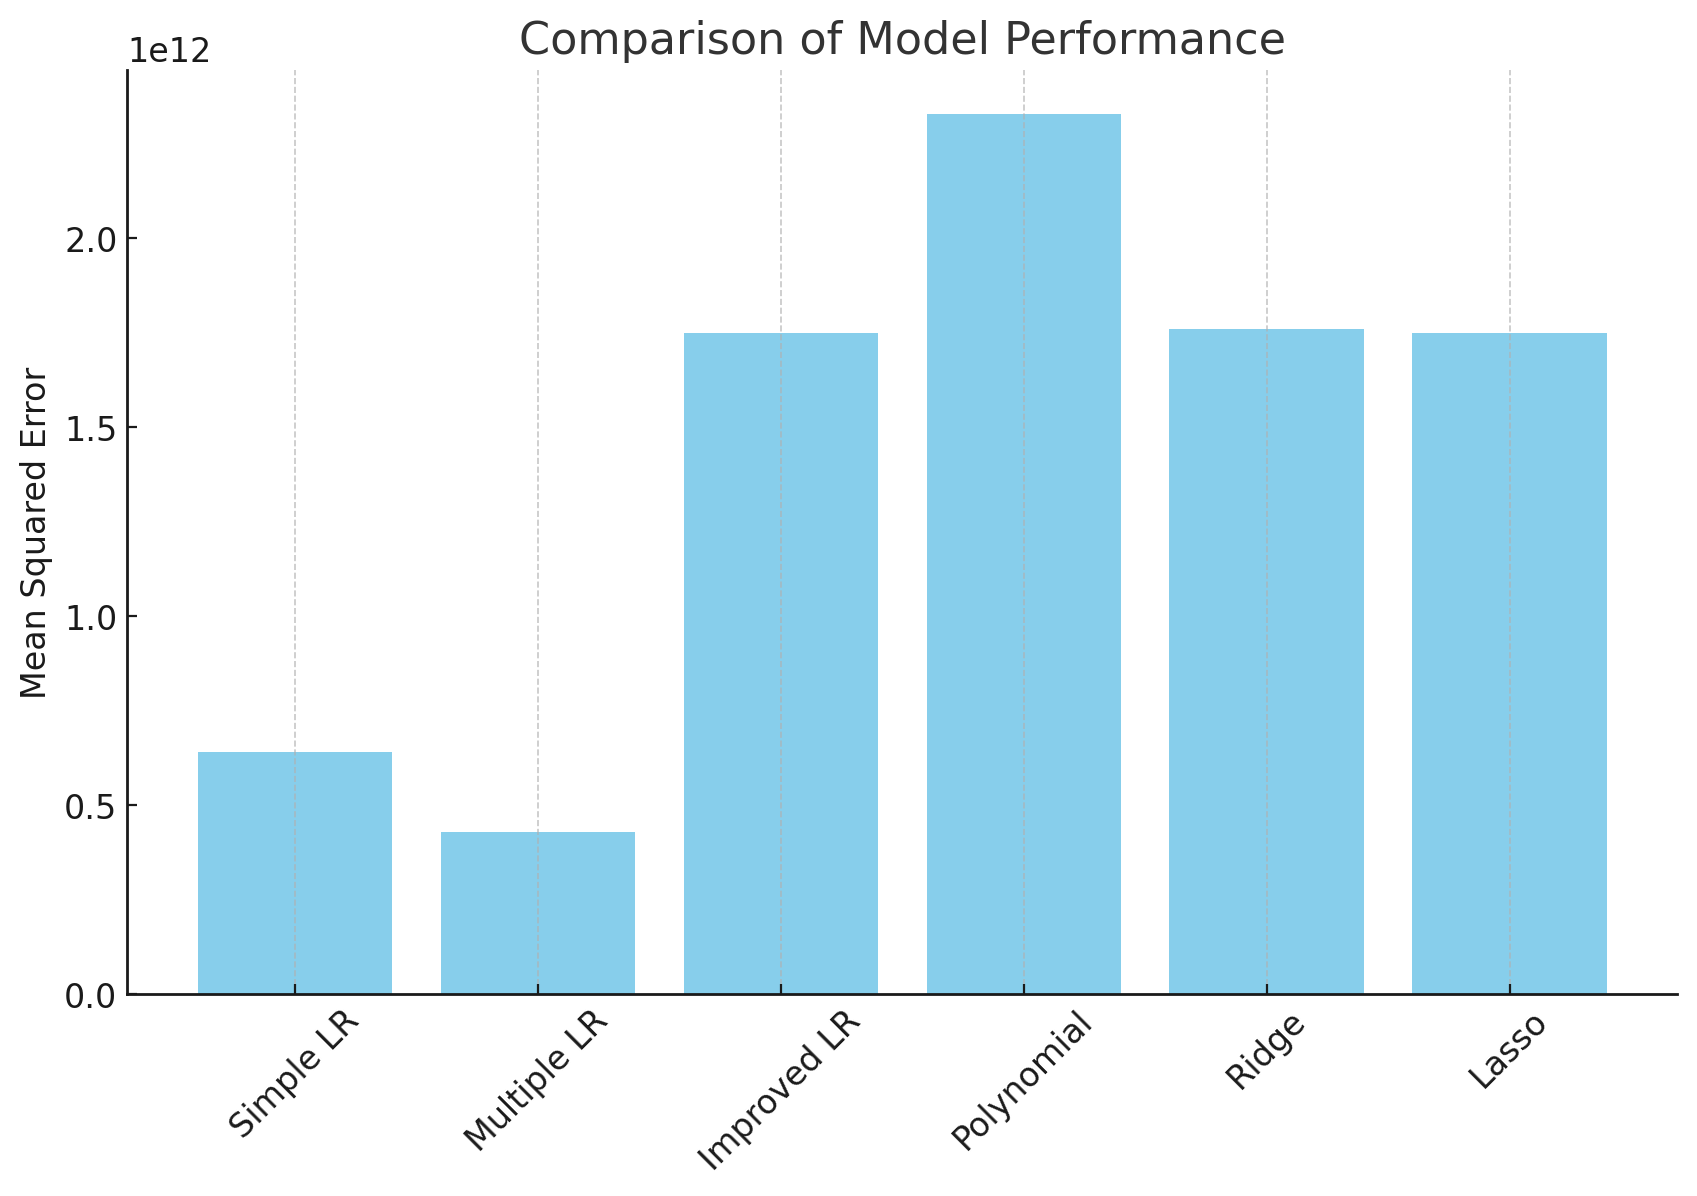 Comparison of Model Performance
1e12
Mean Squared Error
2.0
1.5
1.0
0.5
0.0
Simple LR
Multiple LR
Improved LR
Polynomial
Ridge
Lasso